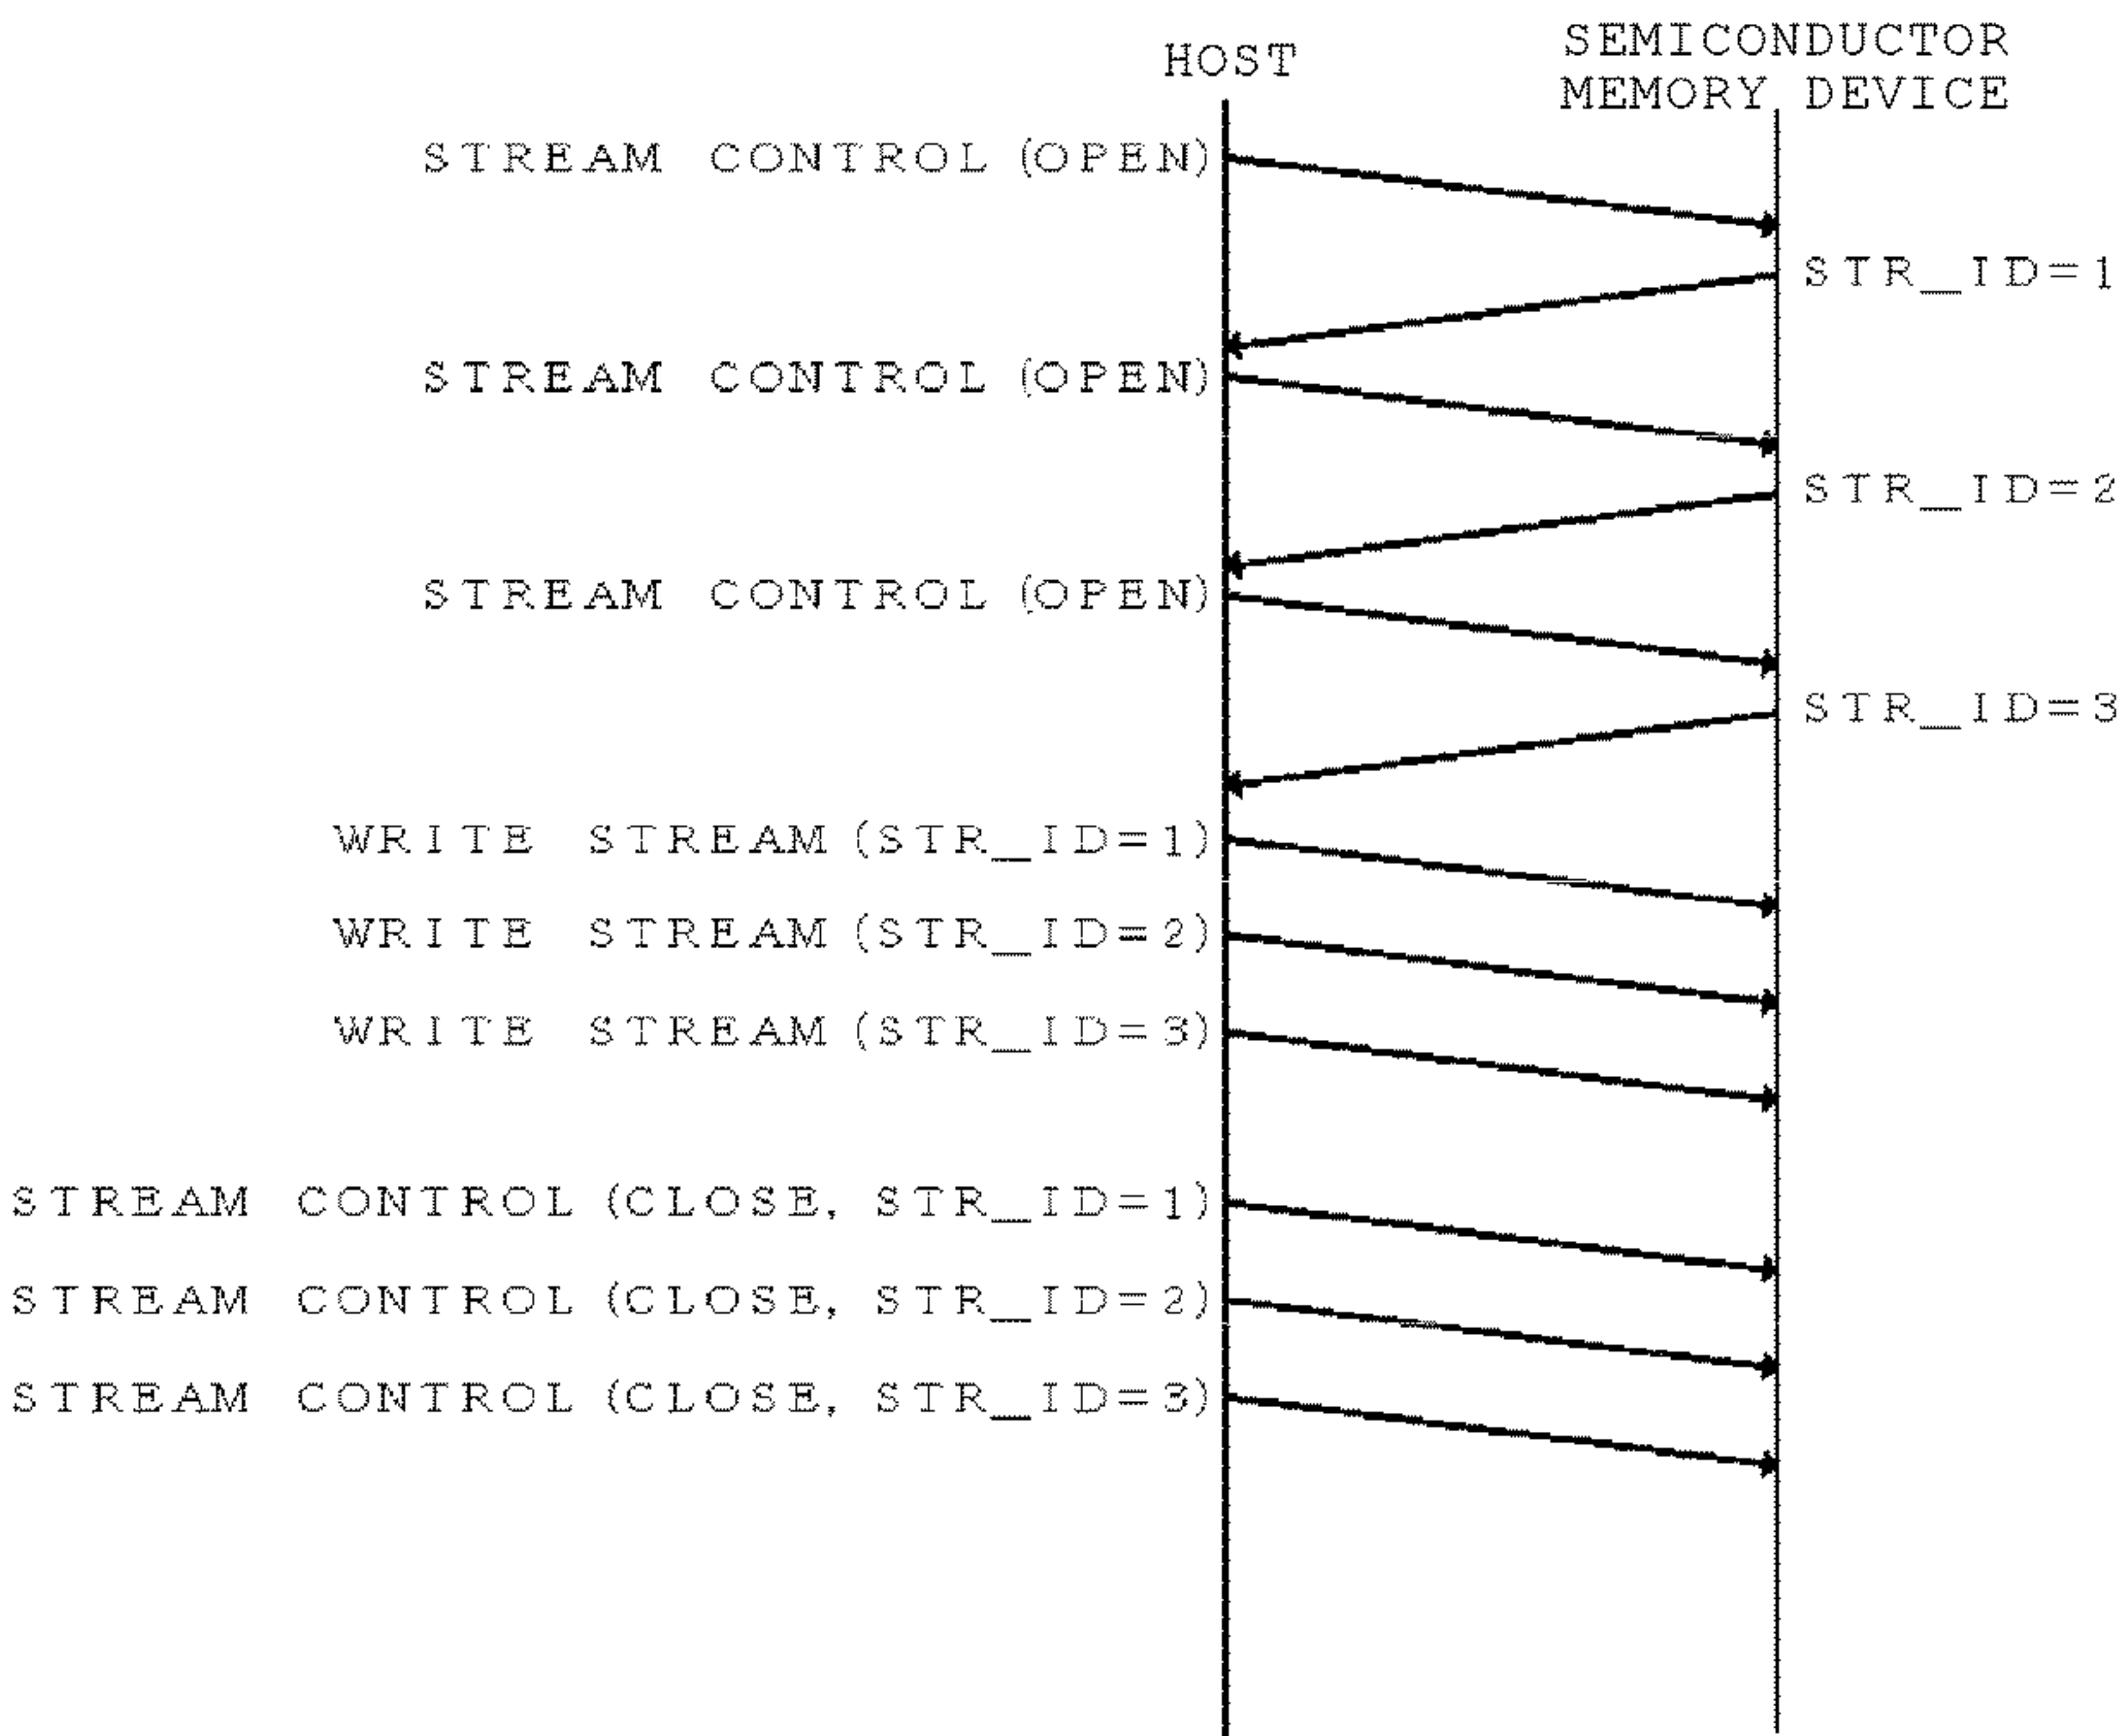 HOST
SEMICONDUCTOR
MEMORY DEVICE
STREAM CONTROL (OPEN)
STR_ID=1
STREAM CONTROL (OPEN)
STR_ID=2
STREAM CONTROL (OPEN)
STR_ID=3
WRITE STREAM (STR_ID=1)
WRITE STREAM (STR_ID=2)
WRITE STREAM (STR_ID=3)
STREAM CONTROL (CLOSE, STR_ID=1)
STREAM CONTROL (CLOSE, STR_ID=2)
STREAM CONTROL (CLOSE, STR_ID=3)